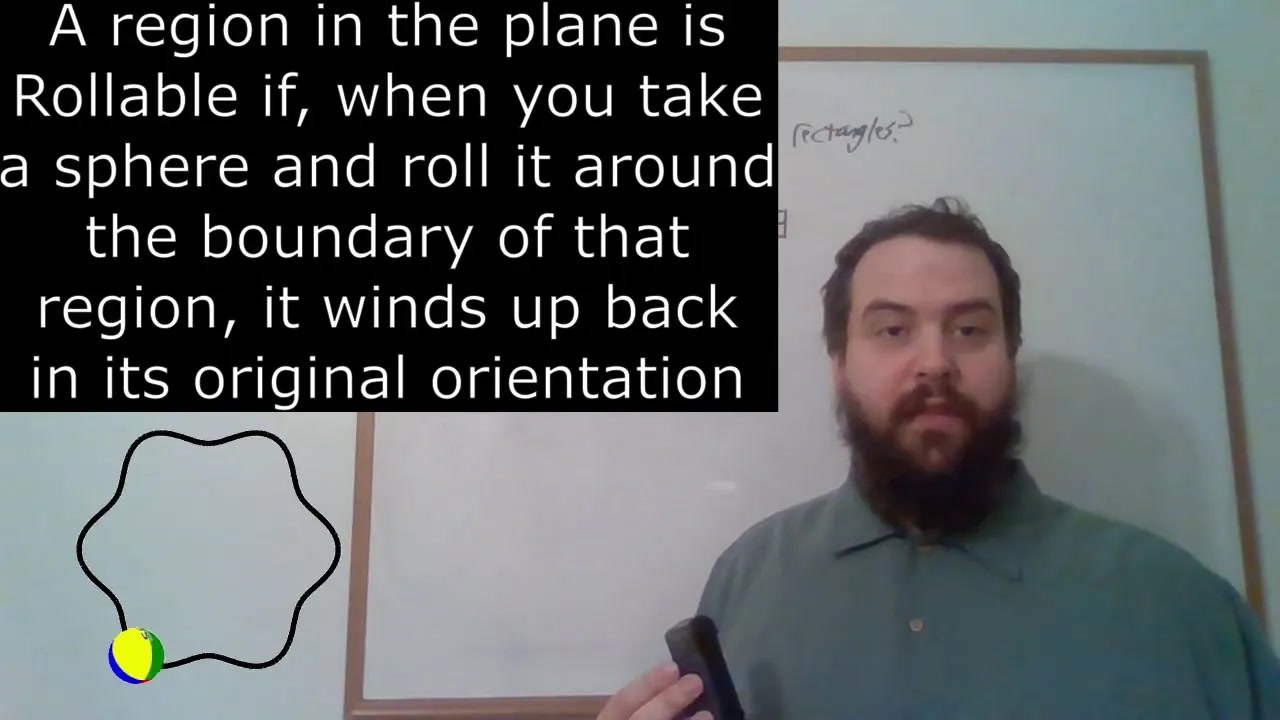 A region in the plane is
Rollable if, when you take
a sphere and roll it around
the boundary of that
region, it winds up back
in its original orientation
rectangles?